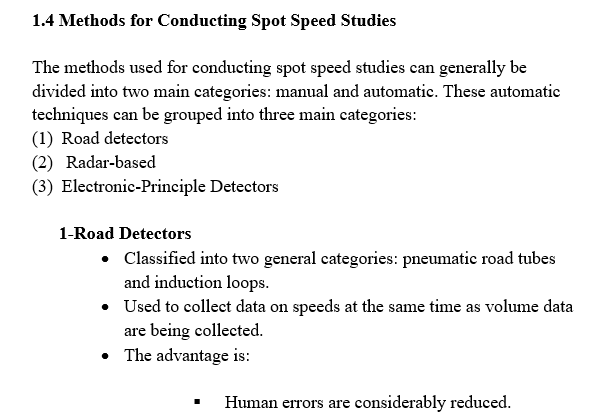 1.4 Methods for Conducting Spot Speed Studies
The methods used for conducting spot speed studies can generally be
divided into two main categories: manual and automatic. These automatic
techniques can be grouped into three main categories:
(1) Road detectors
(2) Radar-based
(3) Electronic-Principle Detectors
1-Road Detectors
• Classified into two general categories: pneumatic road tubes
and induction loops.
• Used to collect data on speeds at the same time as volume data
are being collected.
• The advantage is:
▪ Human errors are considerably reduced.